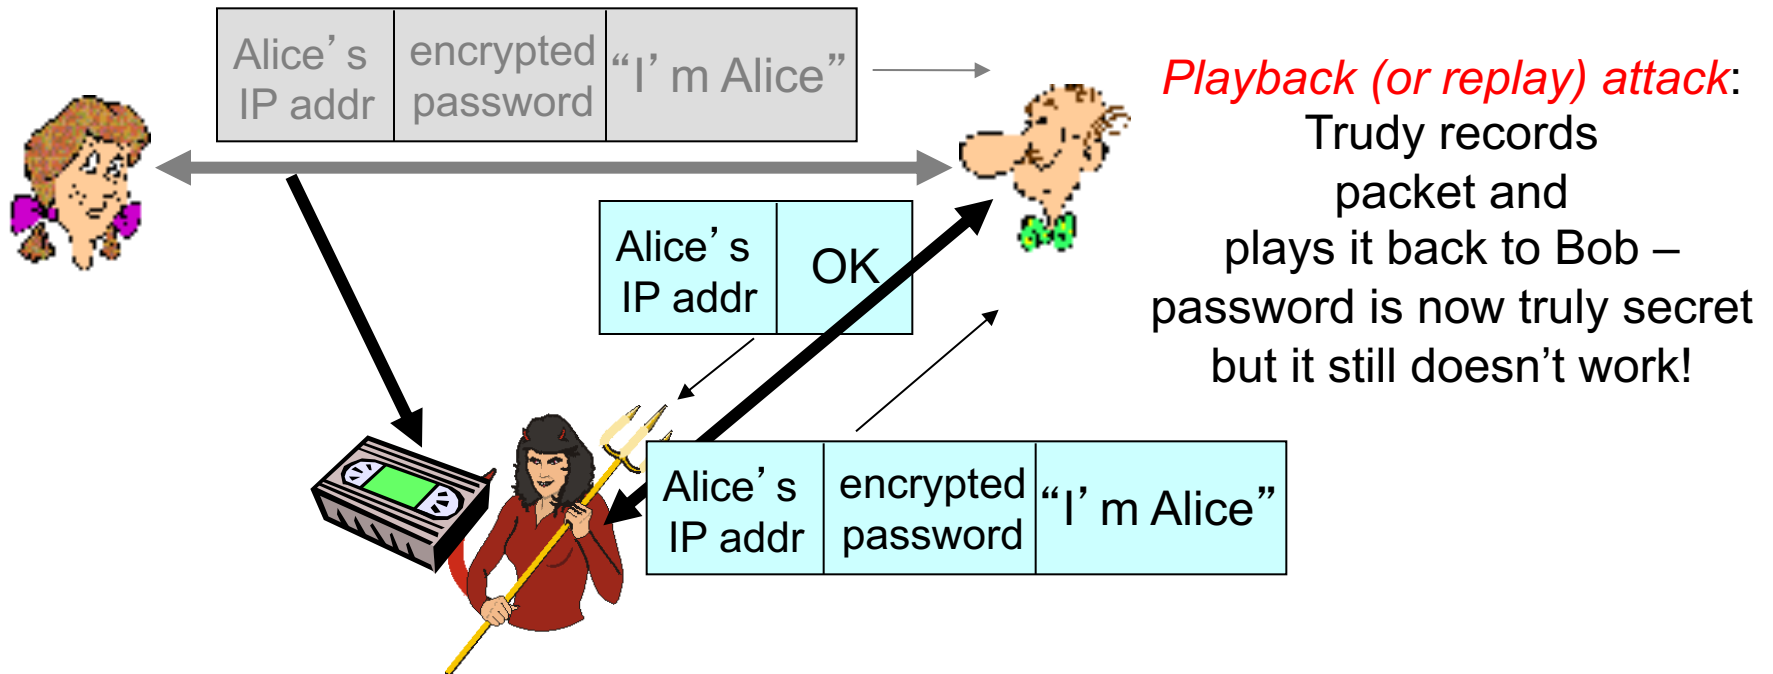 Alice’s
IP addr
encrypted
password
“I’m Alice”
Playback (or replay) attack:
Trudy records
packet and
plays it back to Bob –
password is now truly secret
but it still doesn’t work!
Alice’s
IP addr
OK
Alice’s
IP addr
encrypted
password
“I’m Alice”